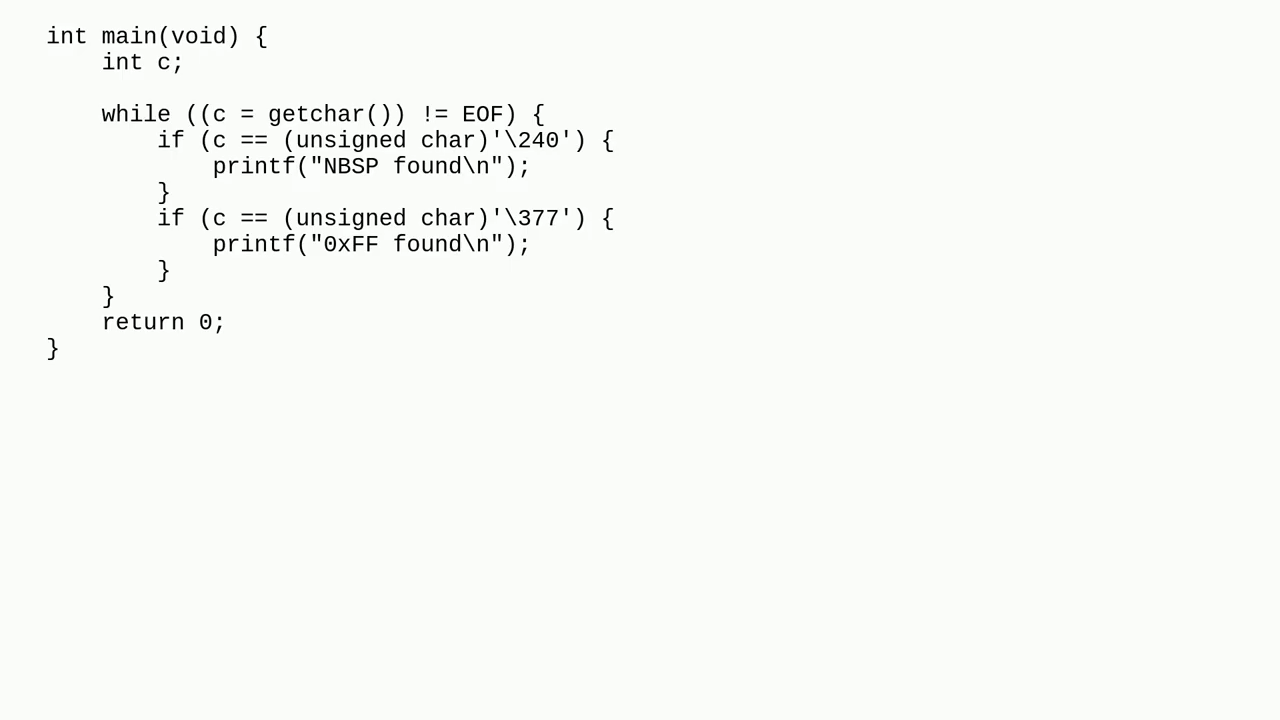 int main(void) {
    int c;

    while ((c = getchar()) != EOF) {
        if (c == (unsigned char)'\240') {
            printf("NBSP found\n");
        }
        if (c == (unsigned char)'\377') {
            printf("0xFF found\n");
        }
    }
    return 0;
}